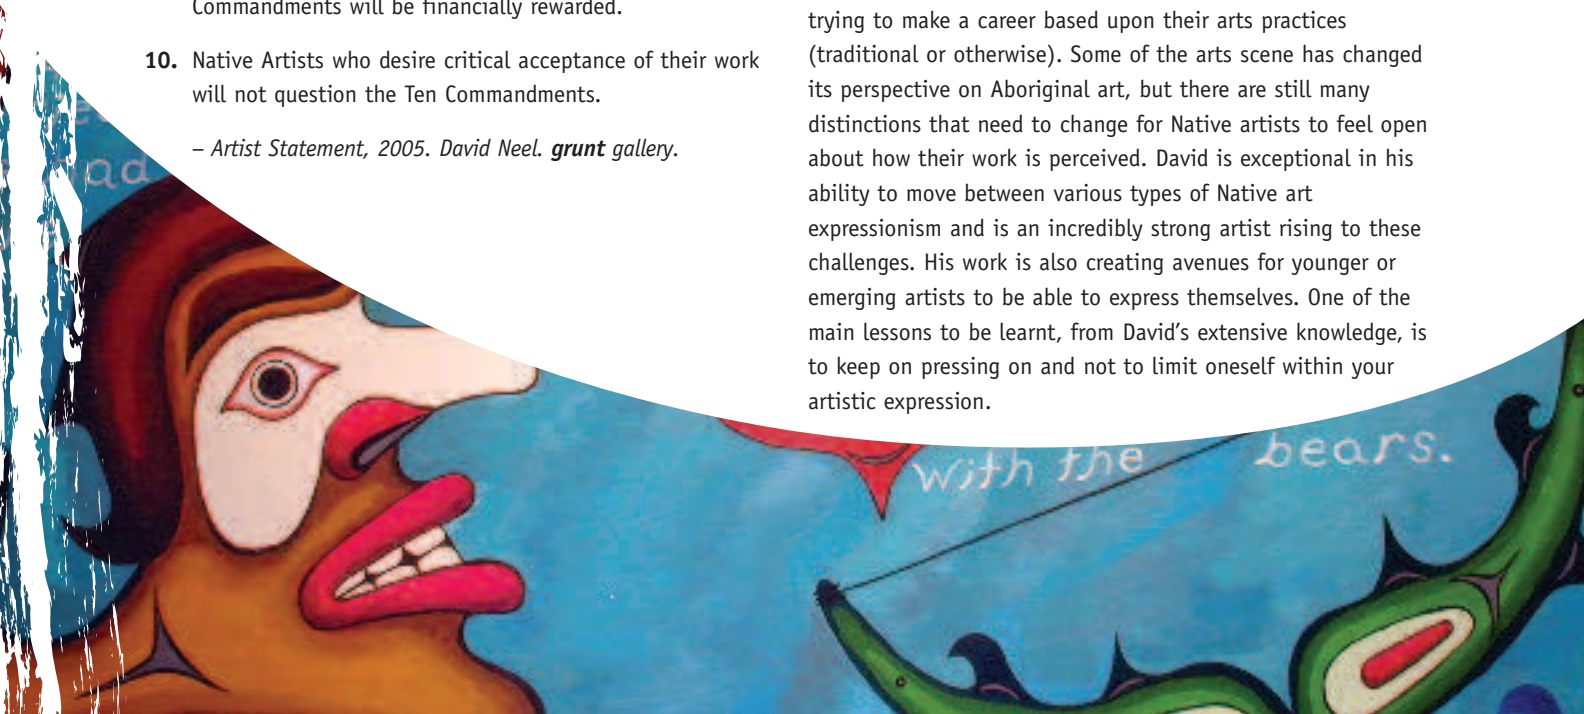 Commandments will be financially rewarded.
10. Native Artists who desire critical acceptance of their work
will not question the Ten Commandments.
– Artist Statement, 2005. David Neel. grunt gallery.
trying to make a career based upon their arts practices
(traditional or otherwise). Some of the arts scene has changed
its perspective on Aboriginal art, but there are still many
distinctions that need to change for Native artists to feel open
about how their work is perceived. David is exceptional in his
ability to move between various types of Native art
expressionism and is an incredibly strong artist rising to these
challenges. His work is also creating avenues for younger or
emerging artists to be able to express themselves. One of the
main lessons to be learnt, from David’s extensive knowledge, is
to keep on pressing on and not to limit oneself within your
artistic expression.
with the bears.